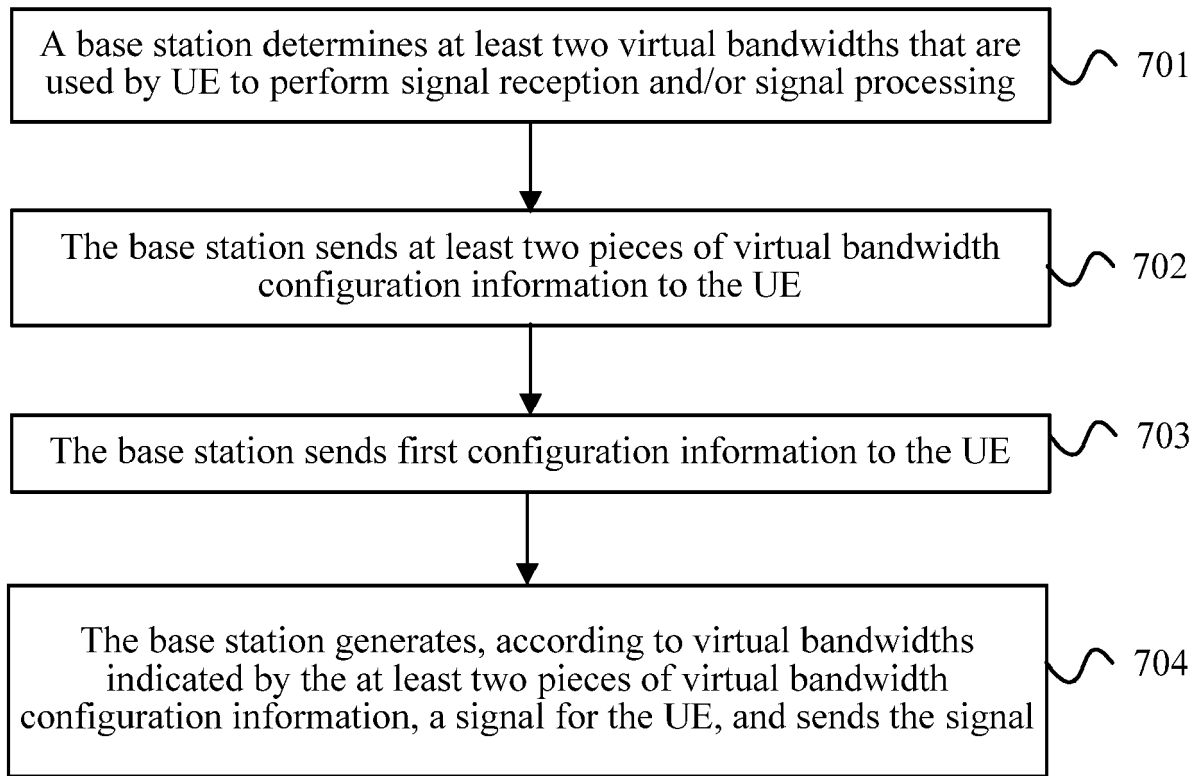 A base station determines at least two virtual bandwidths that are
used by UE to perform signal reception and/or signal processing
701
The base station sends at least two pieces of virtual bandwidth
configuration information to the UE
702
The base station sends first configuration information to the UE
703
The base station generates, according to virtual bandwidths
indicated by the at least two pieces of virtual bandwidth
configuration information, a signal for the UE, and sends the signal
704